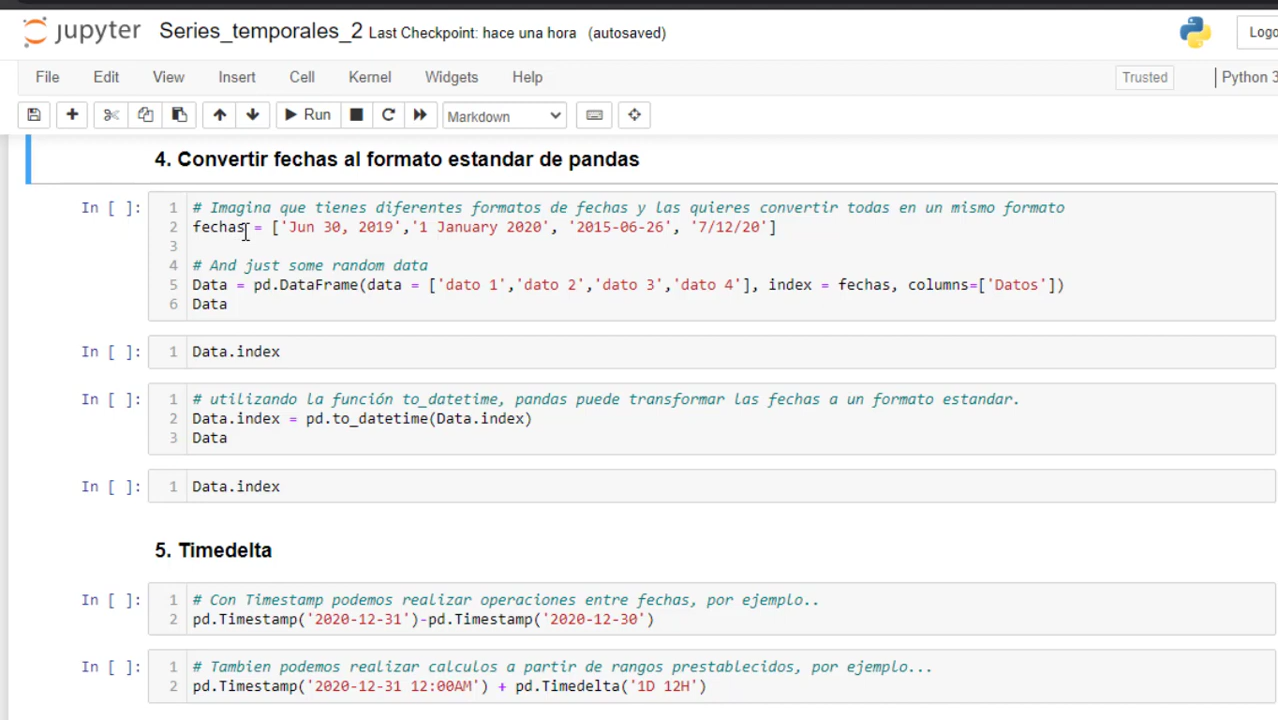 jupyter Series_temporales_2 Last Checkpoint: hace una hora (autosaved)
File Edit View Insert Cell Kernel Widgets Help Trusted Python 3
Run Markdown
4. Convertir fechas al formato estandar de pandas
In [ ]: 1 # Imagina que tienes diferentes formatos de fechas y las quieres convertir todas en un mismo formato
2 fechas = ['Jun 30, 2019','1 January 2020', '2015-06-26', '7/12/20']
3
4 # And just some random data
5 Data = pd.DataFrame(data = ['dato 1','dato 2','dato 3','dato 4'], index = fechas, columns=['Datos'])
6 Data
In [ ]: 1 Data.index
In [ ]: 1 # utilizando la función to_datetime, pandas puede transformar las fechas a un formato estandar.
2 Data.index = pd.to_datetime(Data.index)
3 Data
In [ ]: 1 Data.index
5. Timedelta
In [ ]: 1 # Con Timestamp podemos realizar operaciones entre fechas, por ejemplo..
2 pd.Timestamp('2020-12-31')-pd.Timestamp('2020-12-30')
In [ ]: 1 # Tambien podemos realizar calculos a partir de rangos prestablecidos, por ejemplo...
2 pd.Timestamp('2020-12-31 12:00AM') + pd.Timedelta('1D 12H')